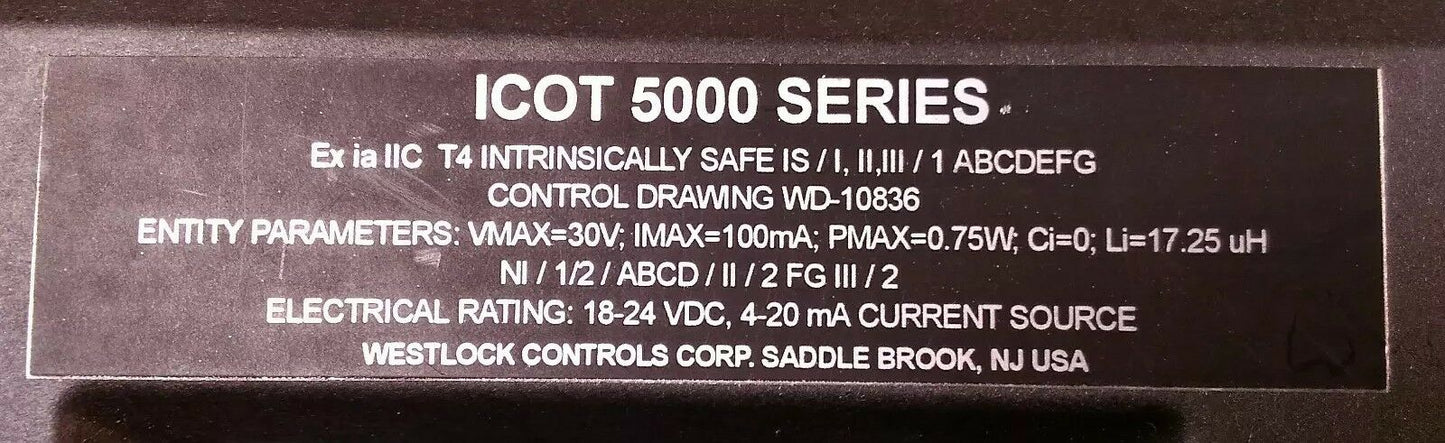 ICOT 5000 SERIES
Ex ia IIC T4 INTRINSICALLY SAFE IS / I, II,III / 1 ABCDEFG
CONTROL DRAWING WD-10836
ENTITY PARAMETERS: VMAX=30V; IMAX=100mA; PMAX=0.75W; Ci=0; Li=17.25 uH
NI / 1/2 / ABCD / II / 2 FG III / 2
ELECTRICAL RATING: 18-24 VDC, 4-20 mA CURRENT SOURCE
WESTLOCK CONTROLS CORP. SADDLE BROOK, NJ USA